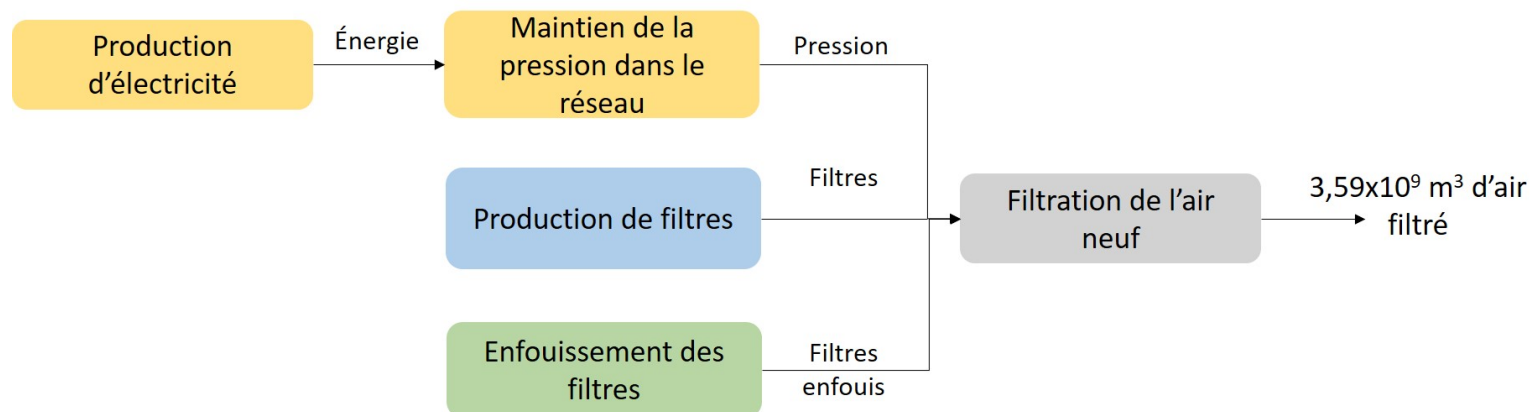 Production
d’électricité
Énergie
Maintien de la
pression dans le
réseau
Pression
Production de filtres
Filtres
Enfouissement des
filtres
Filtres
enfouis
Filtration de l’air
neuf
3,59x10⁹ m³ d’air
filtré